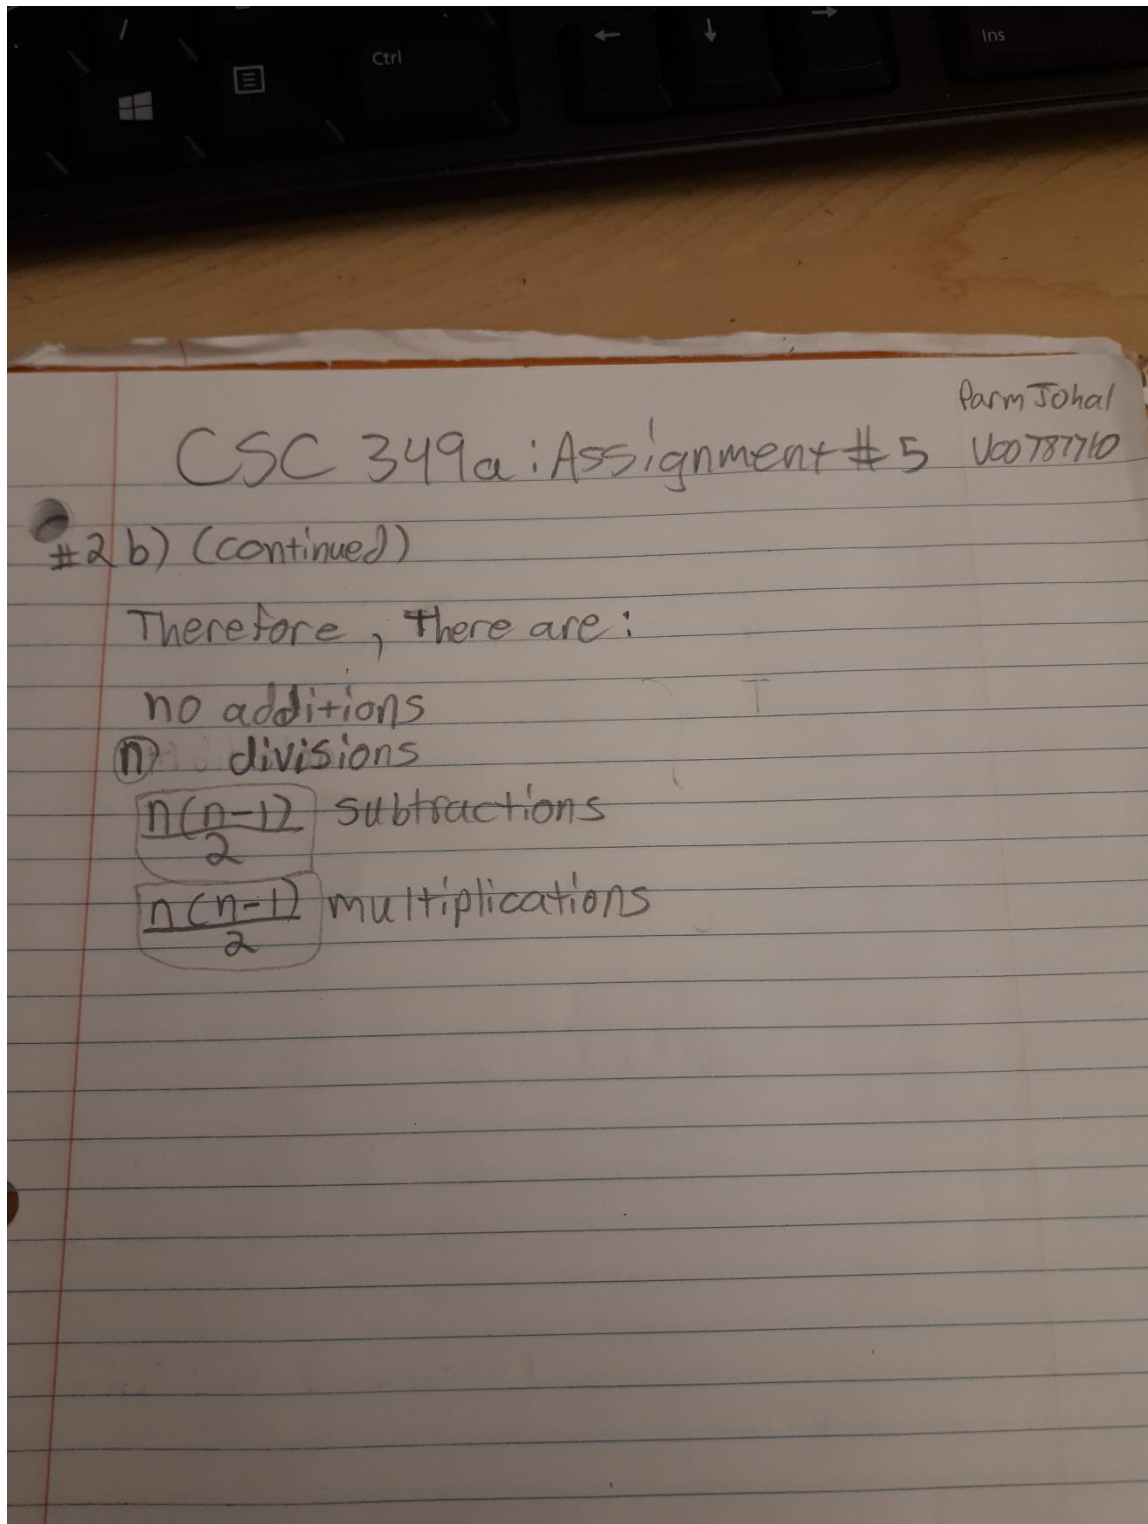 /
Ctrl
←
↓
→
Ins
Parm Johal
CSC 349a : Assignment #5
V00787710
#2 b) (continued)
Therefore, there are:
no additions
n divisions
n(n-1)/2 subtractions
n(n-1)/2 multiplications